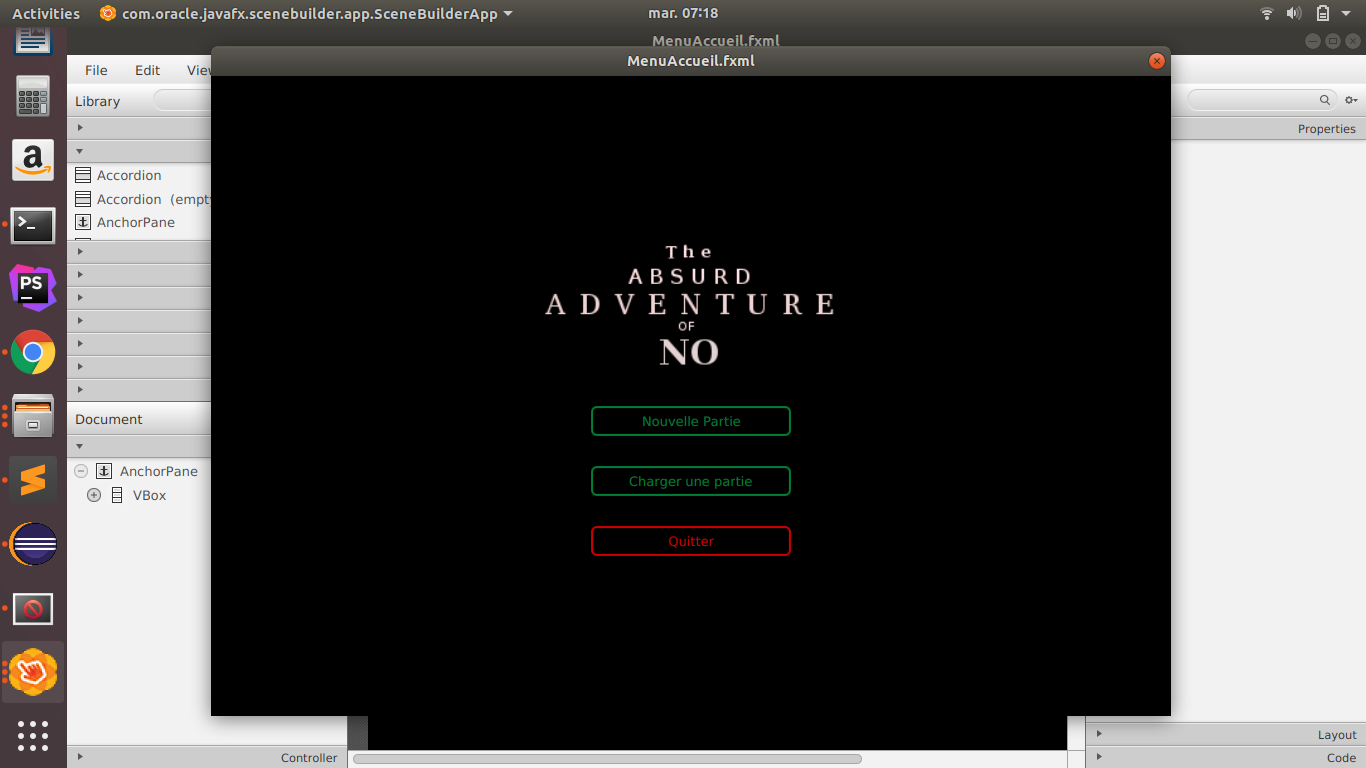 Activities
com.oracle.javafx.scenebuilder.app.SceneBuilderApp
mar. 07:18
MenuAccueil.fxml
MenuAccueil.fxml
File Edit
Library
Properties
Accordion
Accordion
AnchorPane
a
PS
The
ABSURD
ADVENTURE
OF
NO
Nouvelle Partie
Document
AnchorPane
Charger une partie
VBox
Quitter
Layout
Controller
Code